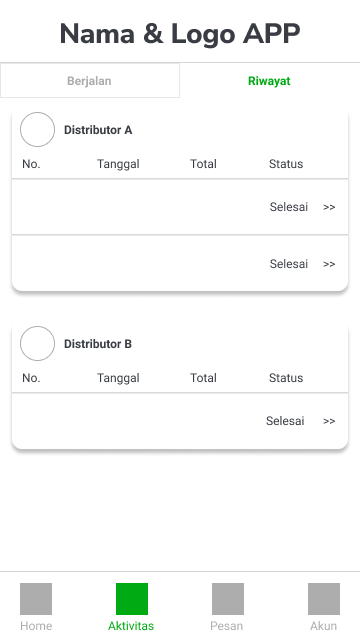 Nama & Logo APP
Berjalan Riwayat
Distributor A
No. Tanggal Total Status
Selesai >>
Selesai >>
Distributor B
No. Tanggal Total Status
Selesai >>
Home Aktivitas Pesan Akun